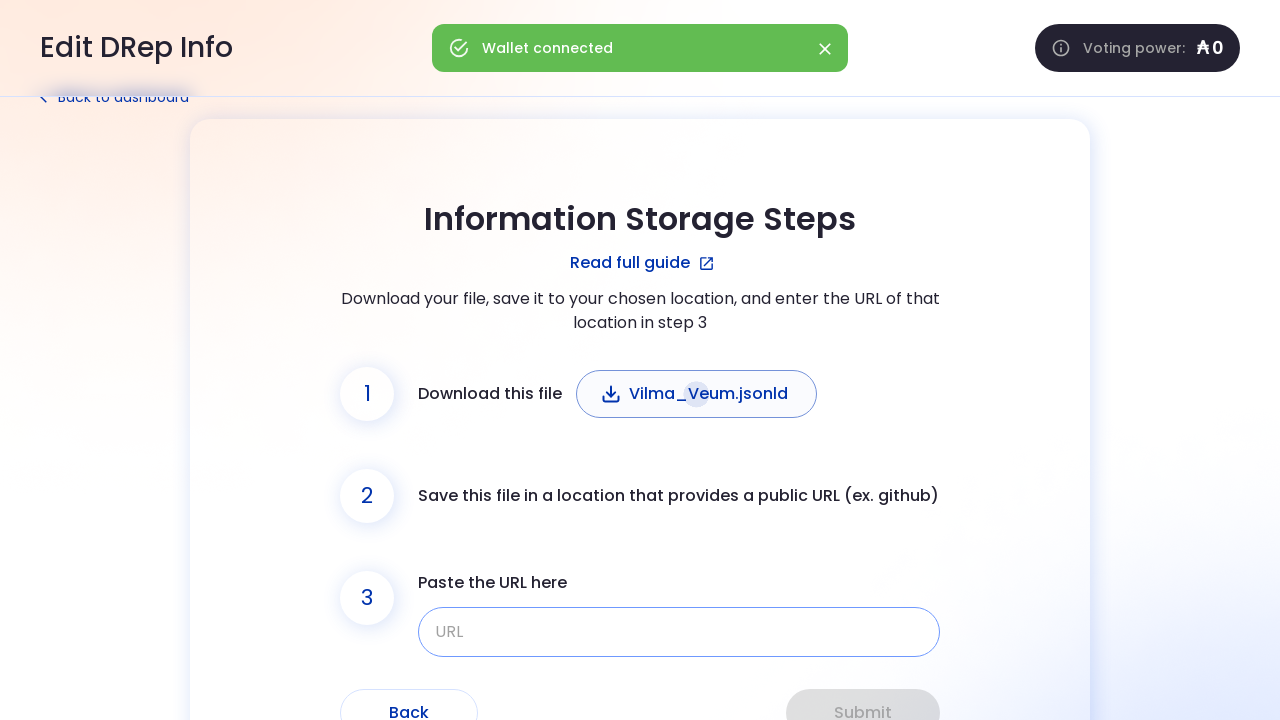 Edit DRep Info
Wallet connected
Voting power: ₳ 0
Back to dashboard
Information Storage Steps
Read full guide
Download your file, save it to your chosen location, and enter the URL of that
location in step 3
1
Download this file
Vilma_Veum.jsonld
2
Save this file in a location that provides a public URL (ex. github)
3
Paste the URL here
URL
Back
Submit